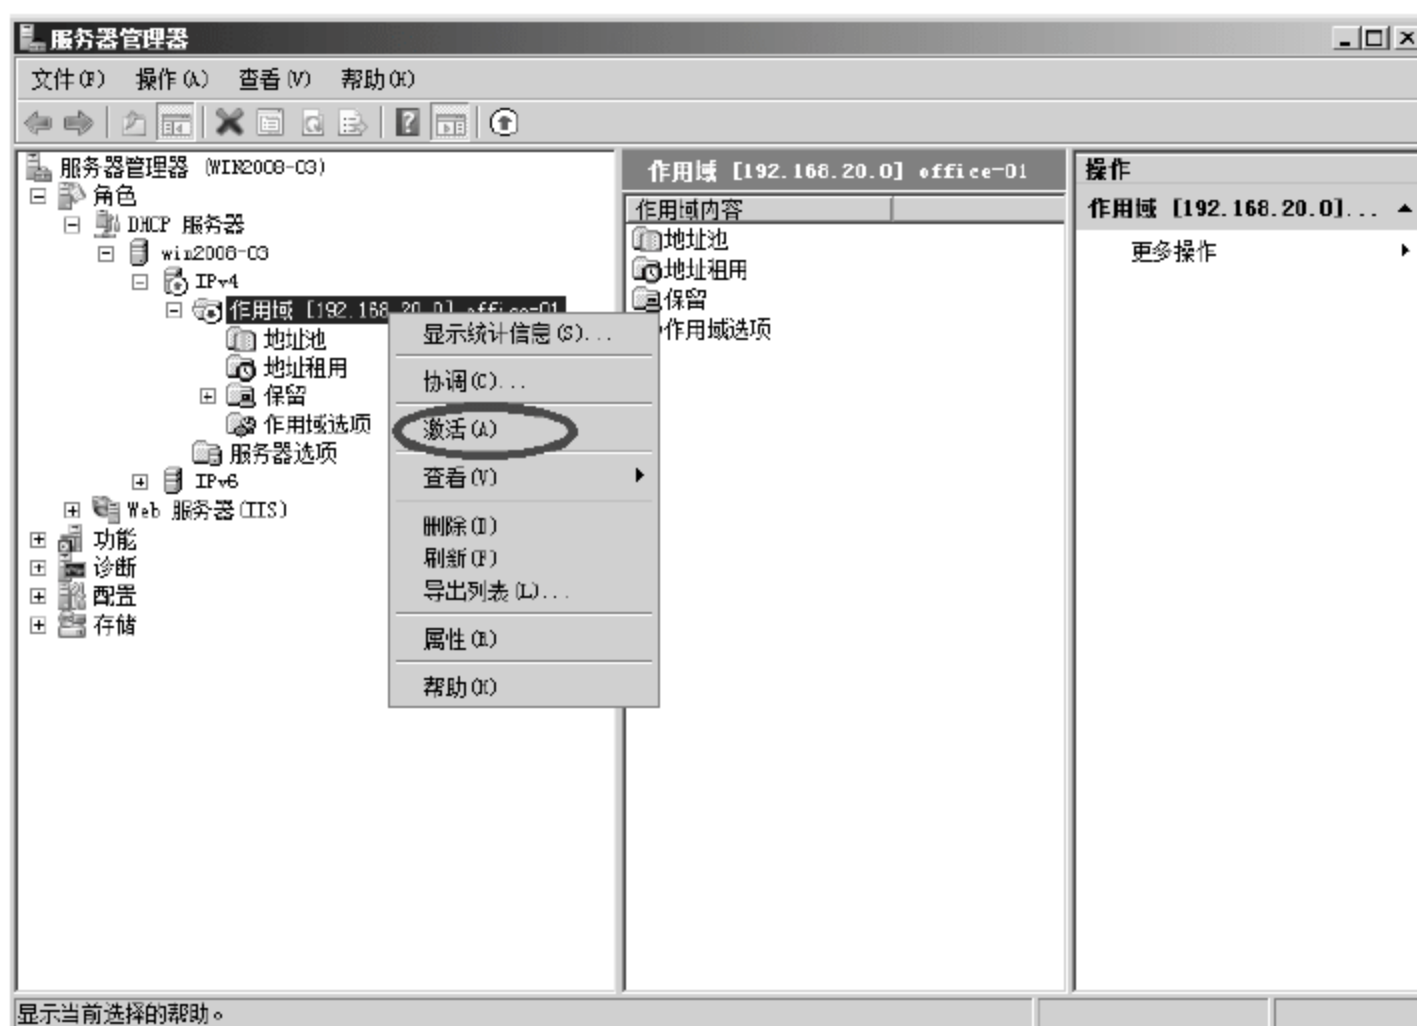 服务器管理器
文件(F) 操作(A) 查看(V) 帮助(H)
服务器管理器 (WIN2008-03)
角色
DHCP 服务器
win2008-03
IPv4
作用域 [192.168.20.0] office-01
地址池
地址租用
保留
作用域选项
服务器选项
IPv6
Web 服务器(IIS)
功能
诊断
配置
存储
显示统计信息(S)...
协调(C)...
激活(A)
查看(V)
删除(D)
刷新(F)
导出列表(L)...
属性(R)
帮助(H)
作用域 [192.168.20.0] office-01
作用域内容
地址池
地址租用
保留
作用域选项
操作
作用域 [192.168.20.0]...
更多操作
显示当前选择的帮助。